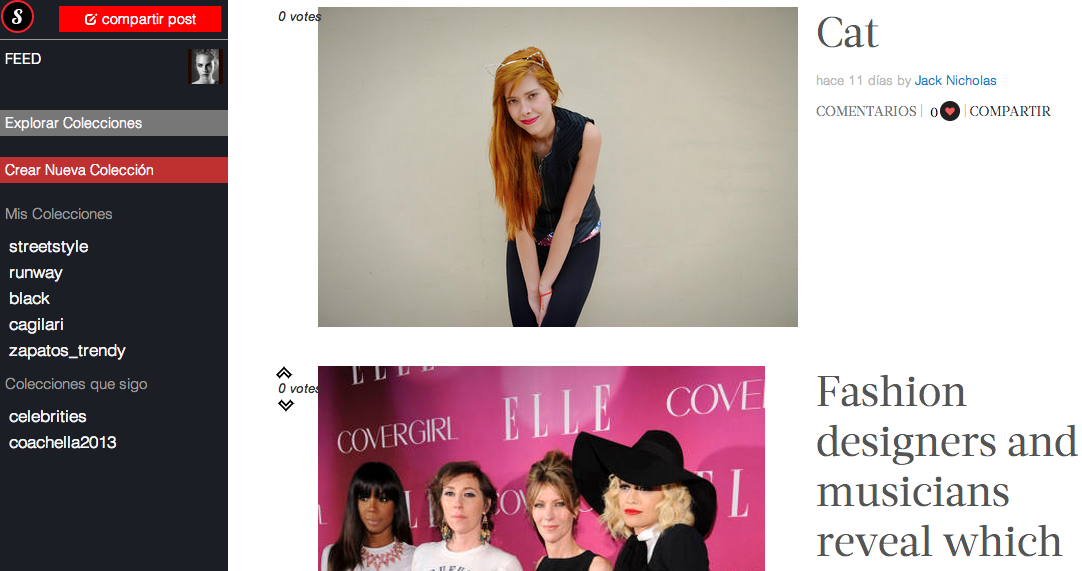 S
compartir post
FEED
Explorar Colecciones
Crear Nueva Colección
Mis Colecciones
streetstyle
runway
black
cagilari
zapatos_trendy
Colecciones que sigo
celebrities
coachella2013
0 votes
Cat
hace 11 días by Jack Nicholas
COMENTARIOS | 0 | COMPARTIR
0 votes
COVERGIRL
ELLE
COVE
Fashion
designers and
musicians
reveal which